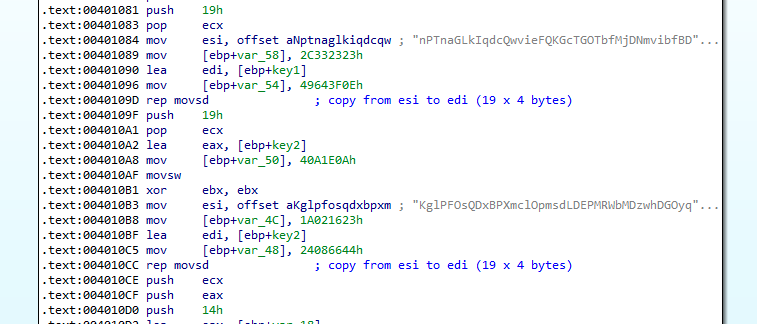 .text:00401081 push 19h
.text:00401083 pop ecx
.text:00401084 mov esi, offset aNptnaglkiqdcqw ; "nPTnaGLkIqdcQwvieFQKGcTGOTbfMjDNmvibfBD"...
.text:00401089 mov [ebp+var_58], 2C332323h
.text:00401090 lea edi, [ebp+key1]
.text:00401096 mov [ebp+var_54], 49643F0Eh
.text:0040109D rep movsd ; copy from esi to edi (19 x 4 bytes)
.text:0040109F push 19h
.text:004010A1 pop ecx
.text:004010A2 lea eax, [ebp+key2]
.text:004010A8 mov [ebp+var_50], 40A1E0Ah
.text:004010AF movsw
.text:004010B1 xor ebx, ebx
.text:004010B3 mov esi, offset aKglpfosqdxbpxm ; "KglPFOsQDxBPXmclOpmsdLDEPMRWbMDzwhDGOyq"...
.text:004010B8 mov [ebp+var_4C], 1A021623h
.text:004010BF lea edi, [ebp+key2]
.text:004010C5 mov [ebp+var_48], 24086644h
.text:004010CC rep movsd ; copy from esi to edi (19 x 4 bytes)
.text:004010CE push ecx
.text:004010CF push eax
.text:004010D0 push 14h